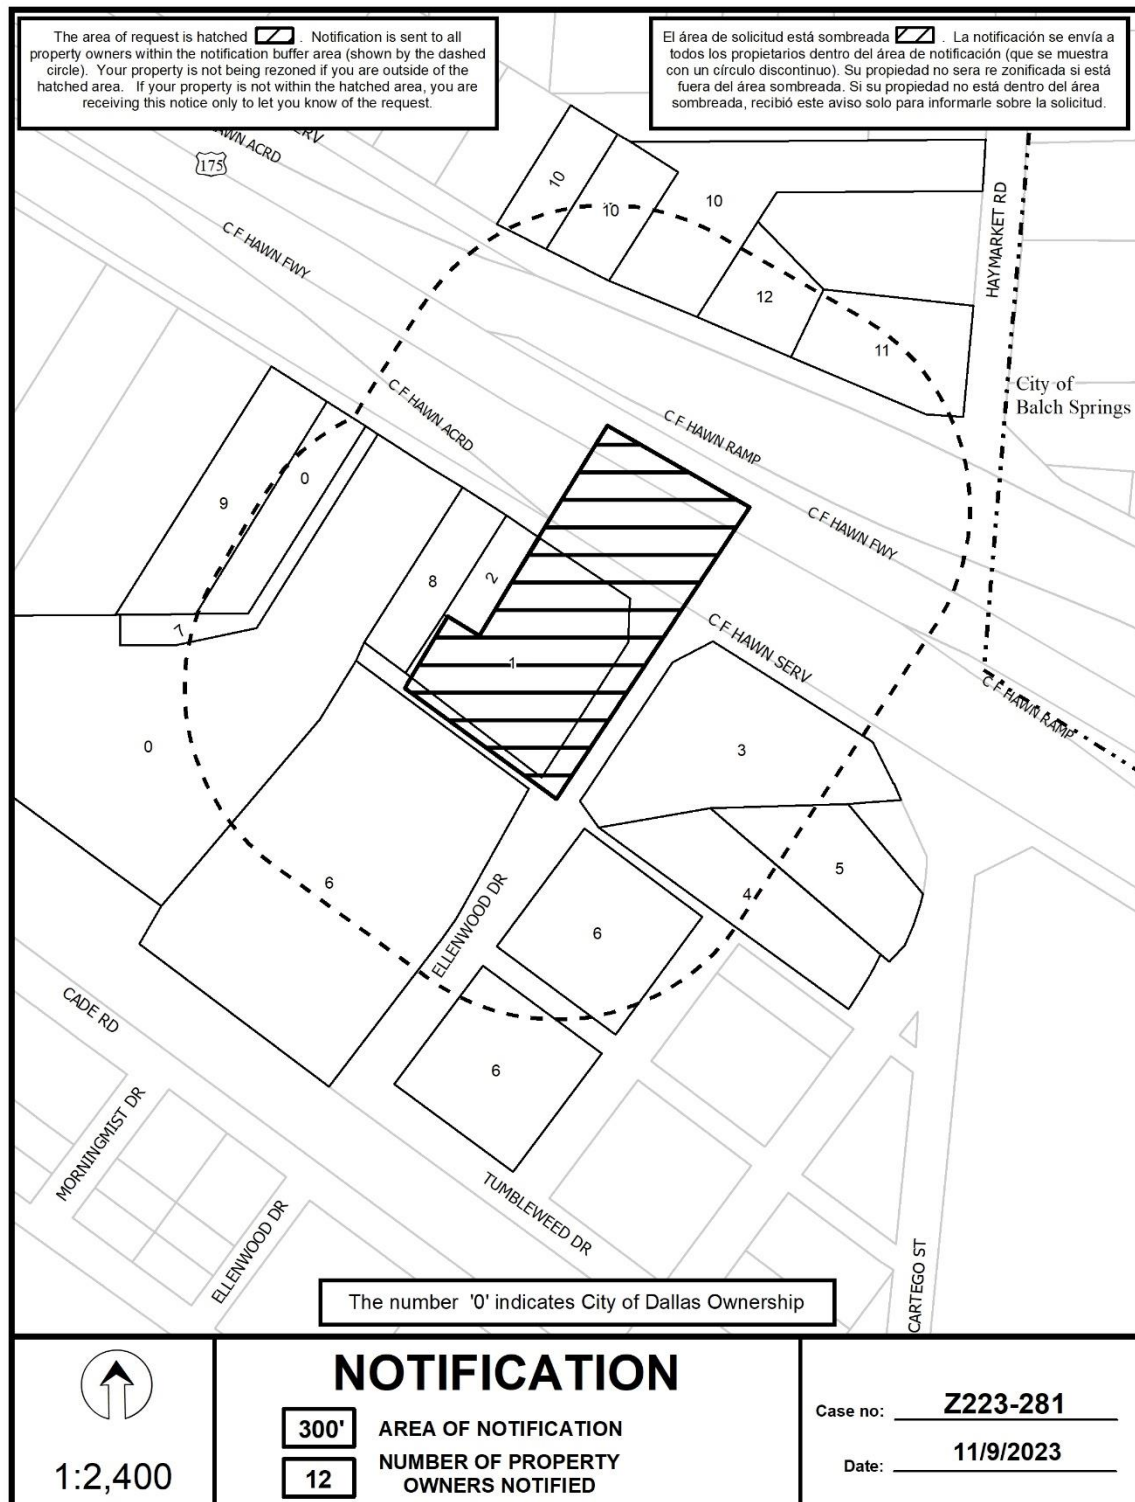 The area of request is hatched . Notification is sent to all
property owners within the notification buffer area (shown by the dashed
circle). Your property is not being rezoned if you are outside of the
hatched area. If your property is not within the hatched area, you are
receiving this notice only to let you know of the request.
El área de solicitud está sombreada . La notificación se envía a
todos los propietarios dentro del área de notificación (que se muestra
con un círculo discontinuo). Su propiedad no sera re zonificada si está
fuera del área sombreada. Si su propiedad no está dentro del área
sombreada, recibió este aviso solo para informarle sobre la solicitud.
ACRD
175
C F HAWN FWY
10
10
10
HAYMARKET RD
12
11
City of
Balch Springs
C F HAWN ACRD
C F HAWN RAMP
C F HAWN FWY
9
0
8
2
7
1
C F HAWN SERV
C F HAWN RAMP
0
3
6
5
4
ELLENWOOD DR
6
CADE RD
6
MORNINGMIST DR
TUMBLEWEED DR
ELLENWOOD DR
CARTEGO ST
The number '0' indicates City of Dallas Ownership
1:2,400
NOTIFICATION
300' AREA OF NOTIFICATION
12 NUMBER OF PROPERTY
OWNERS NOTIFIED
Case no: Z223-281
Date: 11/9/2023